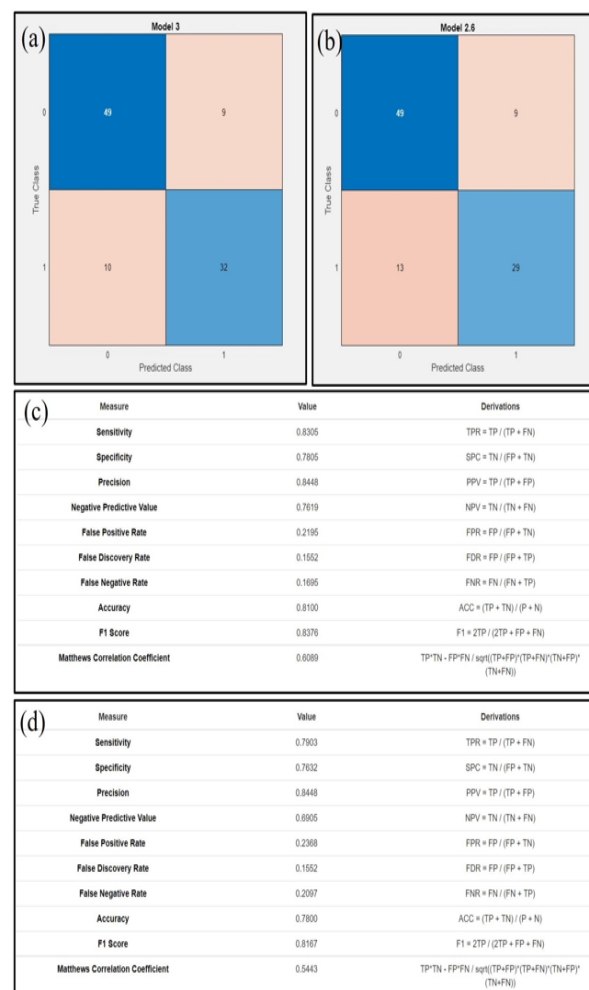 (a)
Model 3
0
49
9
True Class
1
10
32
0
1
Predicted Class
(b)
Model 2.6
0
49
9
True Class
1
13
29
0
1
Predicted Class
(c)
Measure Value Derivations
Sensitivity 0.8305 TPR = TP / (TP + FN)
Specificity 0.7805 SPC = TN / (FP + TN)
Precision 0.8448 PPV = TP / (TP + FP)
Negative Predictive Value 0.7619 NPV = TN / (TN + FN)
False Positive Rate 0.2195 FPR = FP / (FP + TN)
False Discovery Rate 0.1552 FDR = FP / (FP + TP)
False Negative Rate 0.1695 FNR = FN / (FN + TP)
Accuracy 0.8100 ACC = (TP + TN) / (P + N)
F1 Score 0.8376 F1 = 2TP / (2TP + FP + FN)
Matthews Correlation Coefficient 0.6089 TP*TN - FP*FN / sqrt((TP+FP)*(TP+FN)*(TN+FP)*
(TN+FN))
(d)
Measure Value Derivations
Sensitivity 0.7903 TPR = TP / (TP + FN)
Specificity 0.7632 SPC = TN / (FP + TN)
Precision 0.8448 PPV = TP / (TP + FP)
Negative Predictive Value 0.6905 NPV = TN / (TN + FN)
False Positive Rate 0.2368 FPR = FP / (FP + TN)
False Discovery Rate 0.1552 FDR = FP / (FP + TP)
False Negative Rate 0.2097 FNR = FN / (FN + TP)
Accuracy 0.7800 ACC = (TP + TN) / (P + N)
F1 Score 0.8167 F1 = 2TP / (2TP + FP + FN)
Matthews Correlation Coefficient 0.5443 TP*TN - FP*FN / sqrt((TP+FP)*(TP+FN)*(TN+FP)*
(TN+FN))